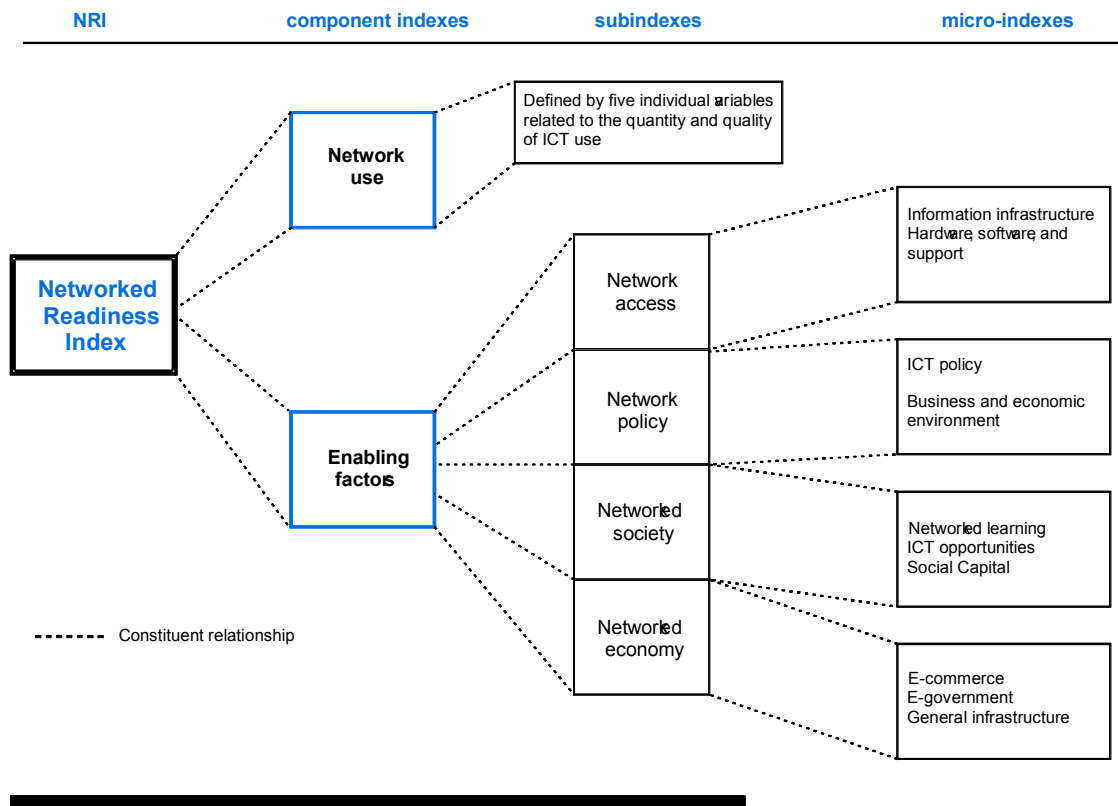 NRI
component indexes
subindexes
micro-indexes
Defined by five individual variables
related to the quantity and quality
of ICT use
Network
use
Information infrastructure
Hardware, software, and
support
Network
access
Networked
Readiness
Index
ICT policy
Business and economic
environment
Network
policy
Enabling
factors
Networked
society
Networked learning
ICT opportunities
Social Capital
Networked
economy
Constituent relationship
E-commerce
E-government
General infrastructure